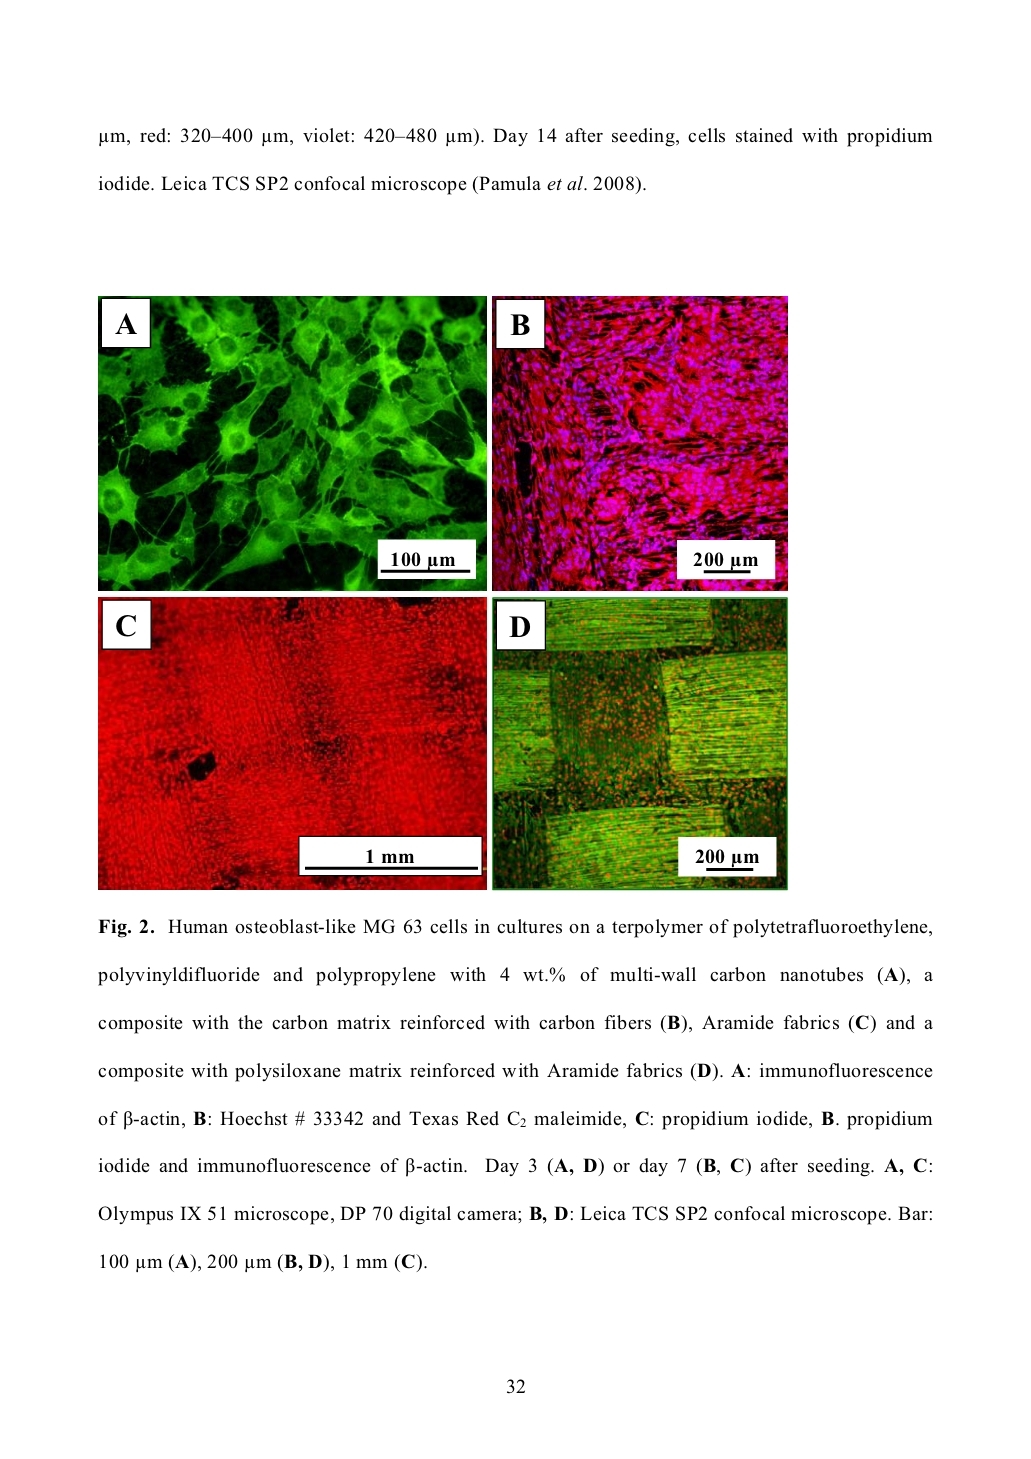 µm, red: 320–400 µm, violet: 420–480 µm). Day 14 after seeding, cells stained with propidium
iodide. Leica TCS SP2 confocal microscope (Pamula et al. 2008).
A
B
100 µm
200 µm
C
D
1 mm
200 µm
Fig. 2. Human osteoblast-like MG 63 cells in cultures on a terpolymer of polytetrafluoroethylene,
polyvinyldifluoride and polypropylene with 4 wt.% of multi-wall carbon nanotubes (A), a
composite with the carbon matrix reinforced with carbon fibers (B), Aramide fabrics (C) and a
composite with polysiloxane matrix reinforced with Aramide fabrics (D). A: immunofluorescence
of β-actin, B: Hoechst # 33342 and Texas Red C2 maleimide, C: propidium iodide, B. propidium
iodide and immunofluorescence of β-actin. Day 3 (A, D) or day 7 (B, C) after seeding. A, C:
Olympus IX 51 microscope, DP 70 digital camera; B, D: Leica TCS SP2 confocal microscope. Bar:
100 µm (A), 200 µm (B, D), 1 mm (C).
32